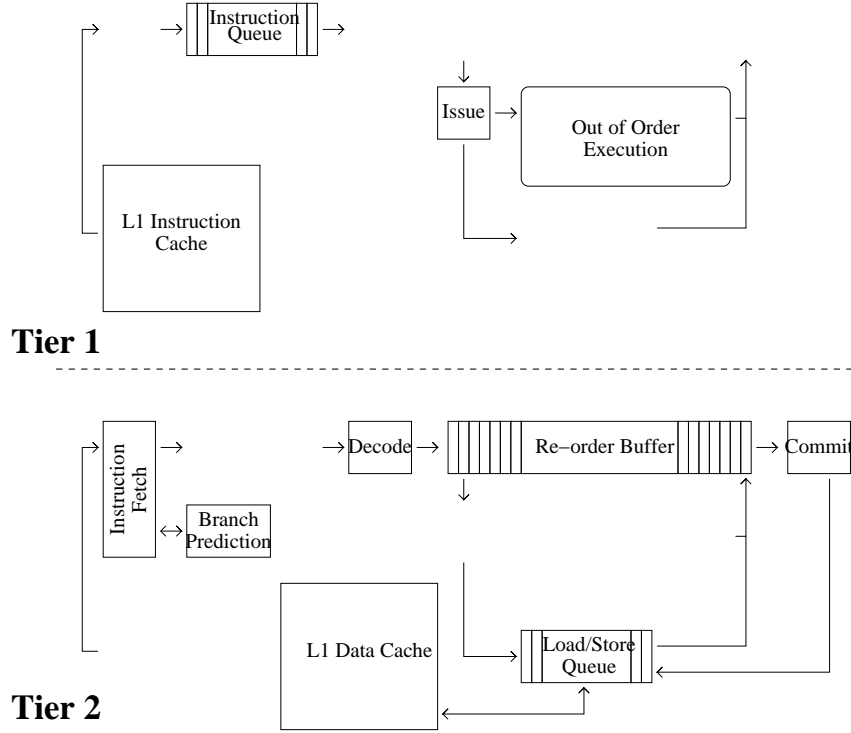 Instruction
Queue
Issue
Out of Order
Execution
L1 Instruction
Cache
Tier 1
Instruction
Fetch
Decode
Re−order Buffer
Commit
Branch
Prediction
L1 Data Cache
Load/Store
Queue
Tier 2